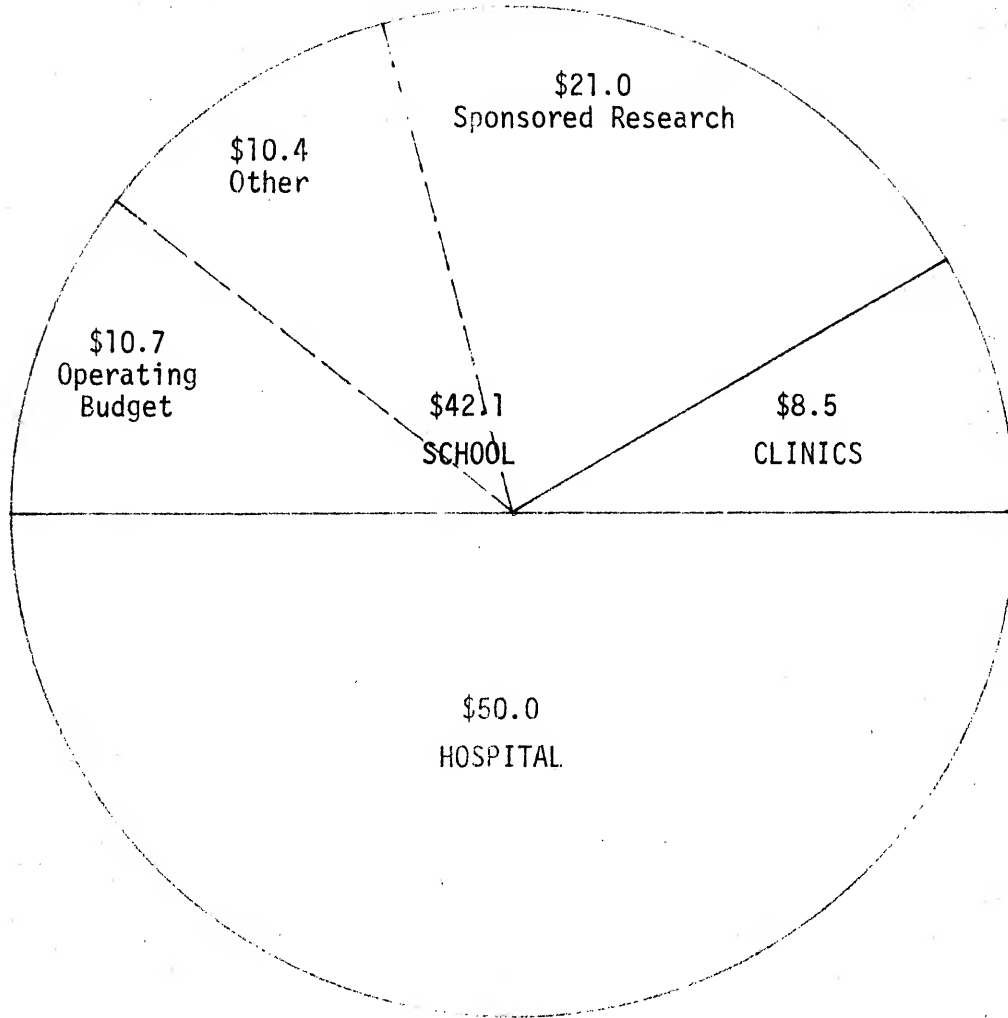 $21.0
Sponsored Research
$10.4
Other
$10.7
Operating
Budget
$42.1
SCHOOL
$8.5
CLINICS
$50.0
HOSPITAL